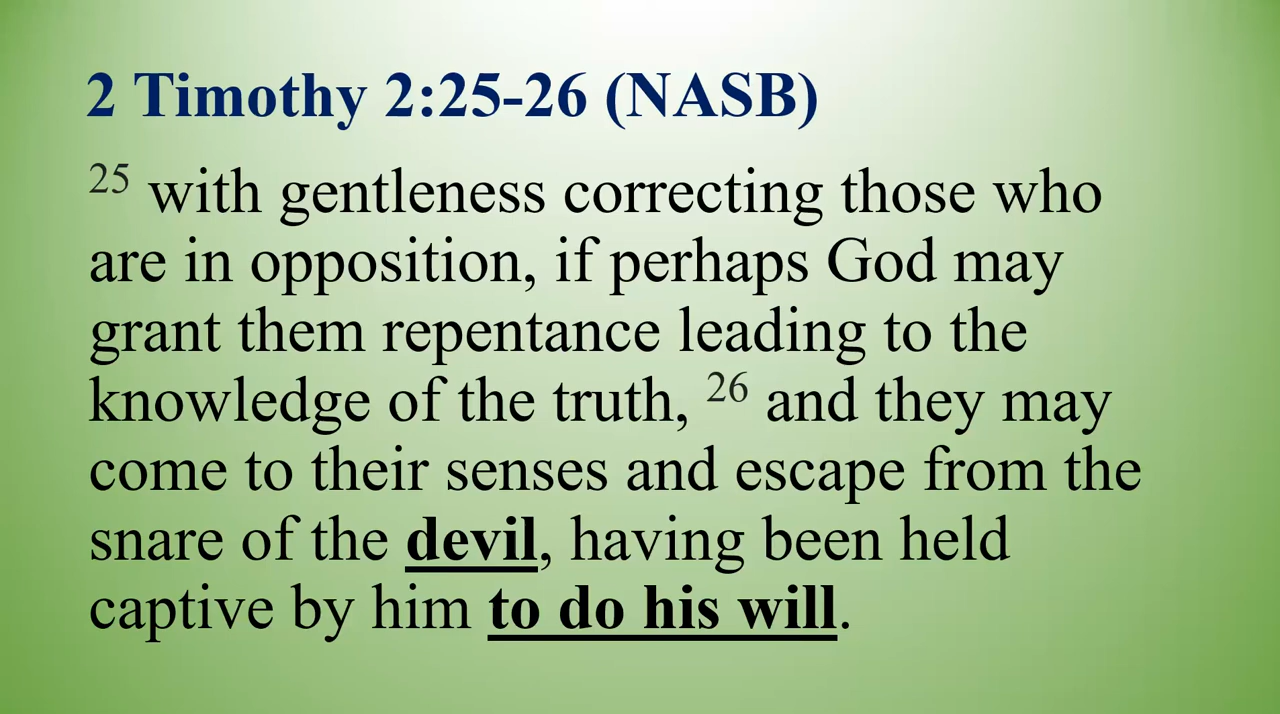 2 Timothy 2:25-26 (NASB)
25 with gentleness correcting those who
are in opposition, if perhaps God may
grant them repentance leading to the
knowledge of the truth, 26 and they may
come to their senses and escape from the
snare of the devil, having been held
captive by him to do his will.